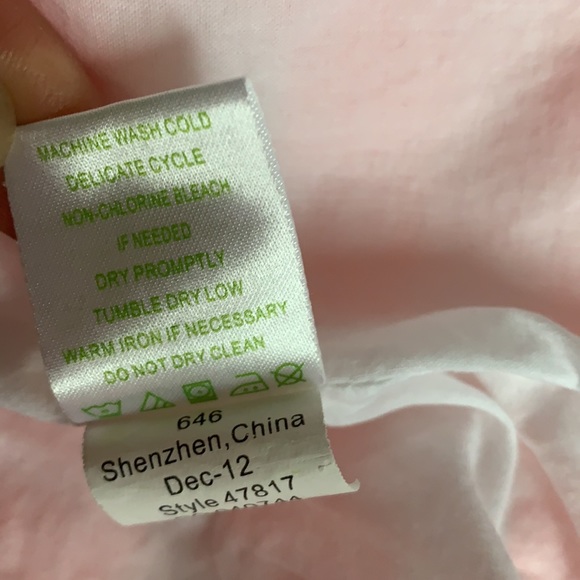 MACHINE WASH COLD
DELICATE CYCLE
NON-CHLORINE BLEACH
IF NEEDED
DRY PROMPTLY
TUMBLE DRY LOW
WARM IRON IF NECESSARY
DO NOT DRY CLEAN
646
Shenzhen,China
Dec-12
Style 47817